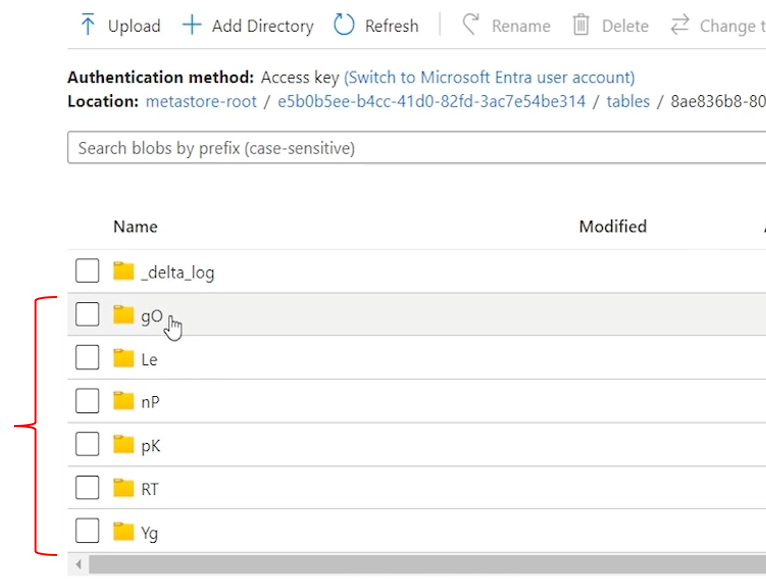 Upload Add Directory Refresh Rename Delete Change t
Authentication method: Access key (Switch to Microsoft Entra user account)
Location: metastore-root / e5b0b5ee-b4cc-41d0-82fd-3ac7e54be314 / tables / 8ae836b8-80
Search blobs by prefix (case-sensitive)
Name Modified
_delta_log
gO
Le
nP
pK
RT
Yg